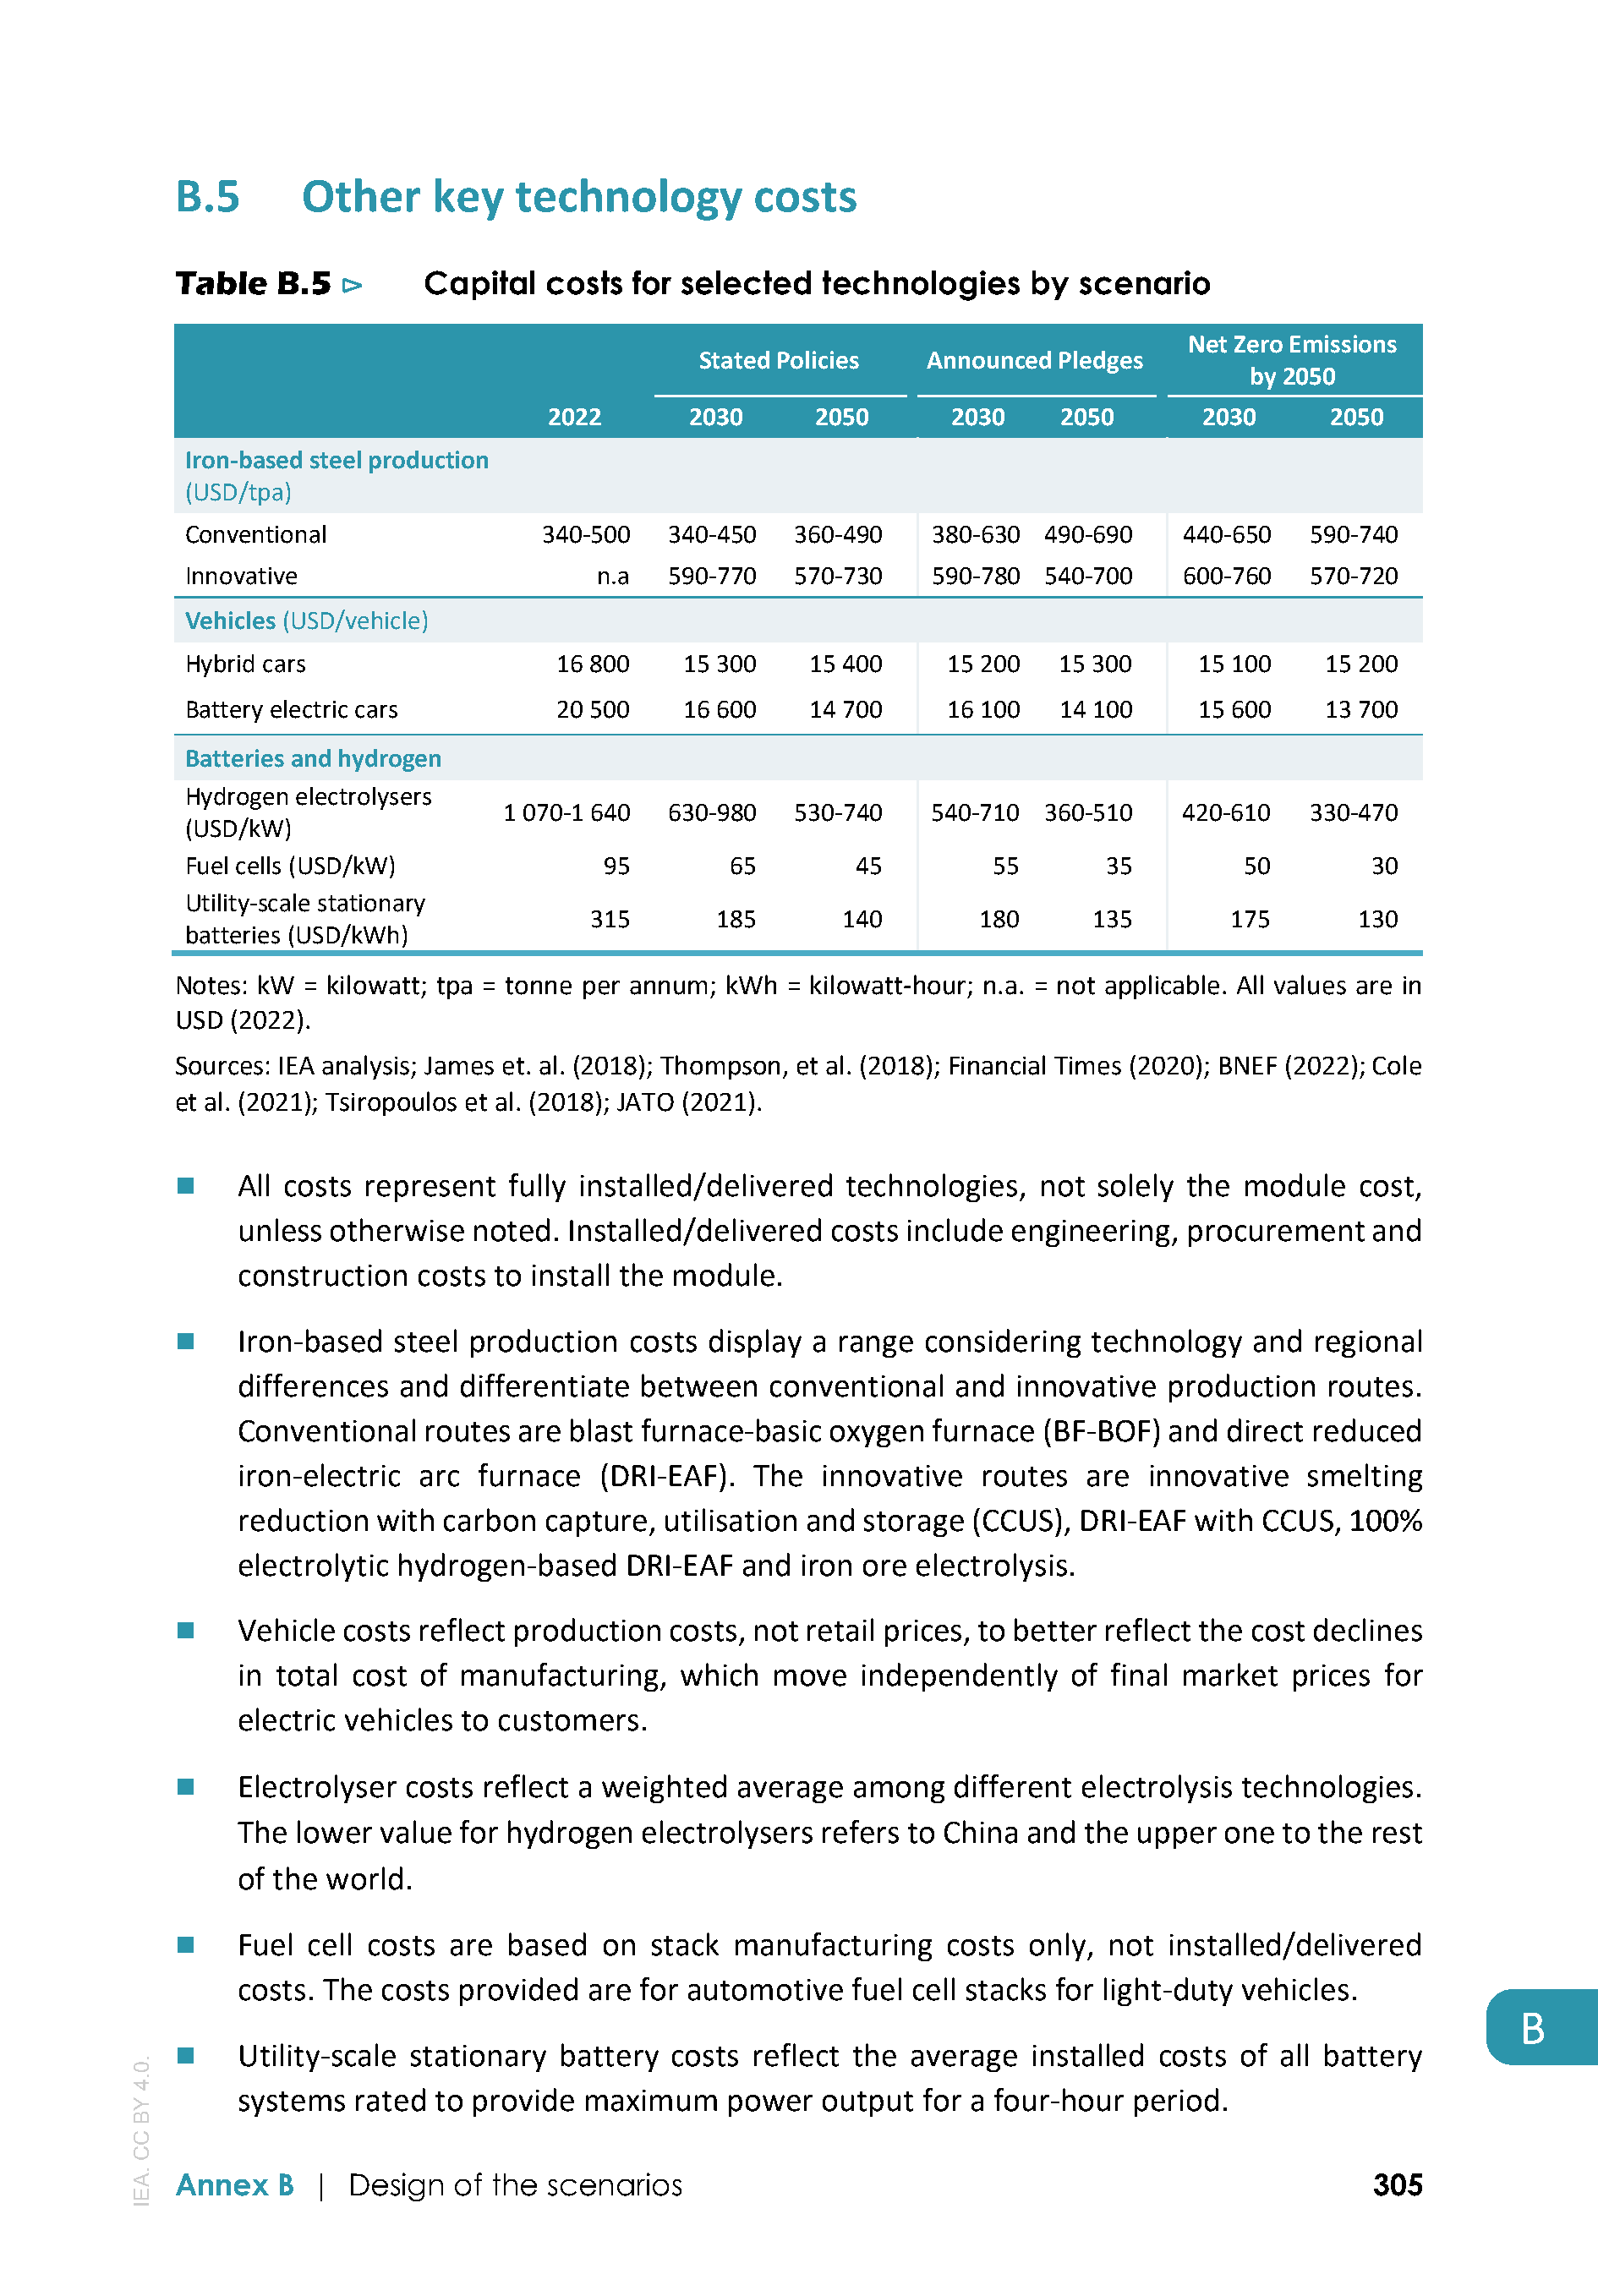 B.5 Other key technology costs
Table B.5 ▷ Capital costs for selected technologies by scenario
Stated Policies Announced Pledges Net Zero Emissions
by 2050
2022 2030 2050 2030 2050 2030 2050
Iron-based steel production
(USD/tpa)
Conventional 340-500 340-450 360-490 380-630 490-690 440-650 590-740
Innovative n.a 590-770 570-730 590-780 540-700 600-760 570-720
Vehicles (USD/vehicle)
Hybrid cars 16 800 15 300 15 400 15 200 15 300 15 100 15 200
Battery electric cars 20 500 16 600 14 700 16 100 14 100 15 600 13 700
Batteries and hydrogen
Hydrogen electrolysers
(USD/kW) 1 070-1 640 630-980 530-740 540-710 360-510 420-610 330-470
Fuel cells (USD/kW) 95 65 45 55 35 50 30
Utility-scale stationary
batteries (USD/kWh) 315 185 140 180 135 175 130
Notes: kW = kilowatt; tpa = tonne per annum; kWh = kilowatt-hour; n.a. = not applicable. All values are in
USD (2022).
Sources: IEA analysis; James et. al. (2018); Thompson, et al. (2018); Financial Times (2020); BNEF (2022); Cole
et al. (2021); Tsiropoulos et al. (2018); JATO (2021).
■ All costs represent fully installed/delivered technologies, not solely the module cost,
unless otherwise noted. Installed/delivered costs include engineering, procurement and
construction costs to install the module.
■ Iron-based steel production costs display a range considering technology and regional
differences and differentiate between conventional and innovative production routes.
Conventional routes are blast furnace-basic oxygen furnace (BF-BOF) and direct reduced
iron-electric arc furnace (DRI-EAF). The innovative routes are innovative smelting
reduction with carbon capture, utilisation and storage (CCUS), DRI-EAF with CCUS, 100%
electrolytic hydrogen-based DRI-EAF and iron ore electrolysis.
■ Vehicle costs reflect production costs, not retail prices, to better reflect the cost declines
in total cost of manufacturing, which move independently of final market prices for
electric vehicles to customers.
■ Electrolyser costs reflect a weighted average among different electrolysis technologies.
The lower value for hydrogen electrolysers refers to China and the upper one to the rest
of the world.
■ Fuel cell costs are based on stack manufacturing costs only, not installed/delivered
costs. The costs provided are for automotive fuel cell stacks for light-duty vehicles.
■ Utility-scale stationary battery costs reflect the average installed costs of all battery
systems rated to provide maximum power output for a four-hour period.
B
IEA. CC BY 4.0.
Annex B | Design of the scenarios 305